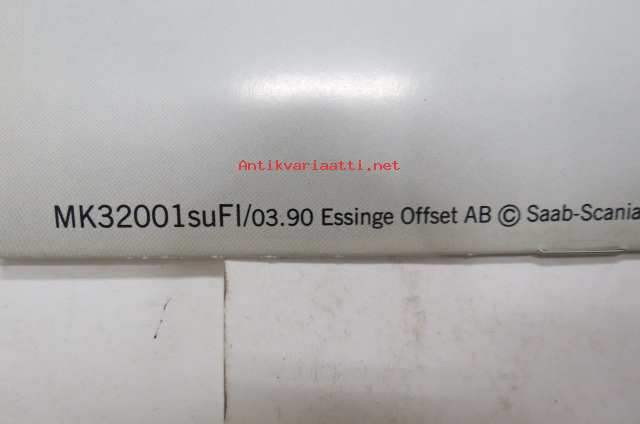 Antikvariaatti.net
MK32001suFI/03.90 Essinge Offset AB © Saab-Scania